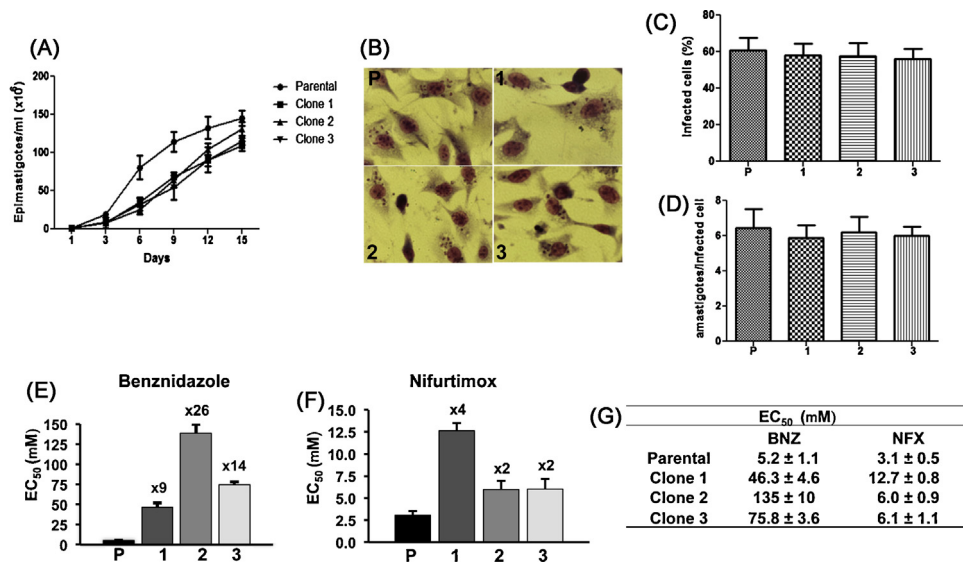 (A)
Epimastigotes/ml (x10⁶)
200
150
100
50
0
1 3 6 9 12 15
Days
Parental
Clone 1
Clone 2
Clone 3
(B)
P
1
2
3
(C)
Infected cells (%)
80
60
40
20
0
P 1 2 3
(D)
amastigotes/Infected cell
8
6
4
2
0
P 1 2 3
(E)
Benznidazole
EC₅₀ (mM)
150
125
100
75
50
25
0
x9
x26
x14
P 1 2 3
(F)
Nifurtimox
EC₅₀ (mM)
15.0
12.5
10.0
7.5
5.0
2.5
0.0
x4
x2
x2
P 1 2 3
(G)
EC₅₀ (mM)
BNZ NFX
Parental 5.2 ± 1.1 3.1 ± 0.5
Clone 1 46.3 ± 4.6 12.7 ± 0.8
Clone 2 135 ± 10 6.0 ± 0.9
Clone 3 75.8 ± 3.6 6.1 ± 1.1